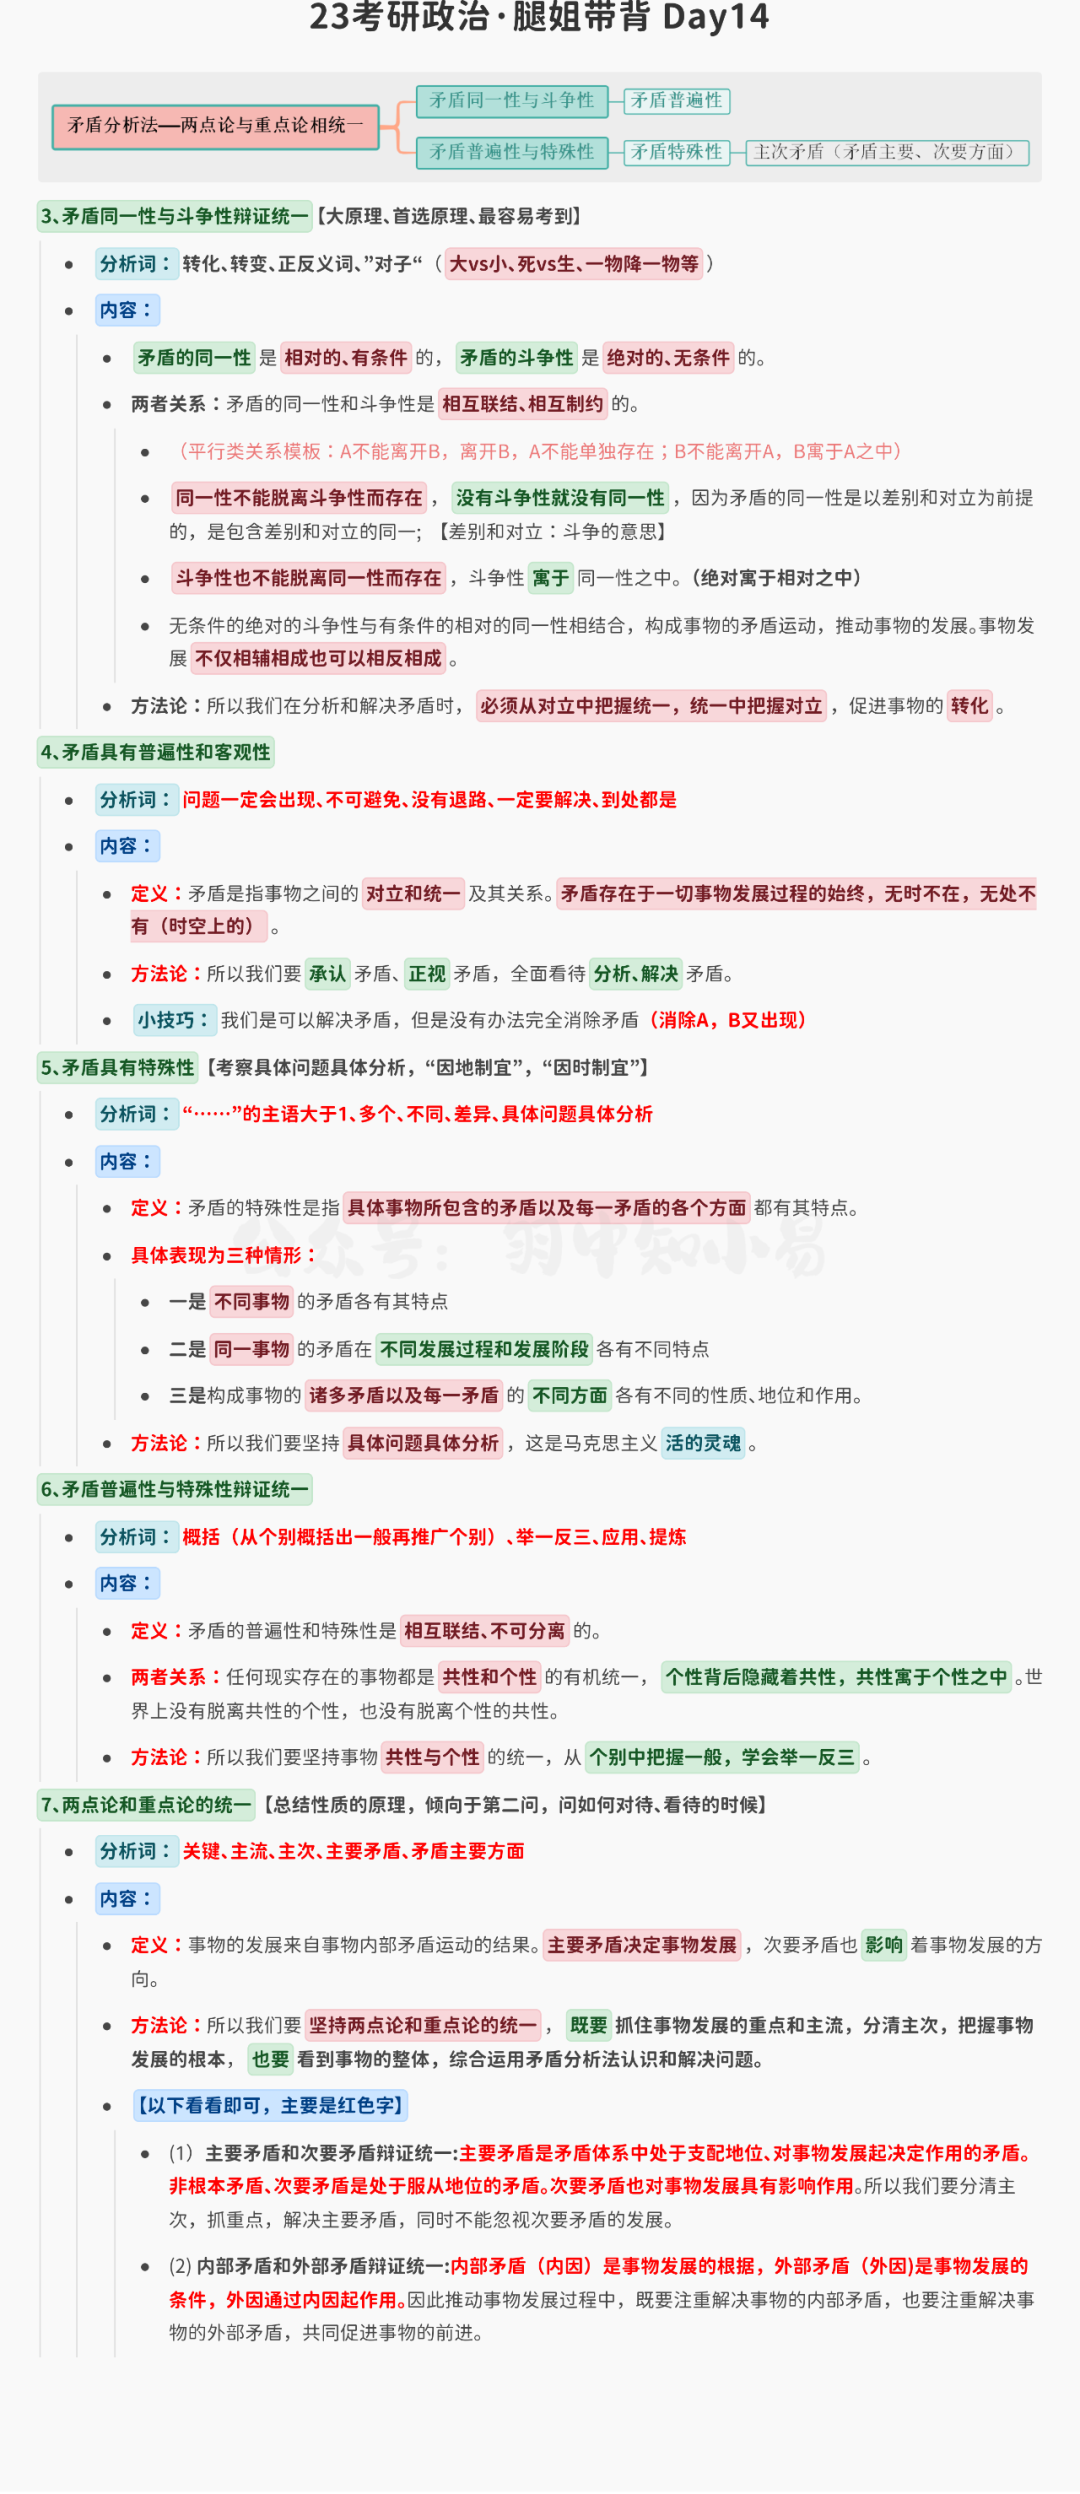 23考研政治·腿姐带背 Day14
矛盾分析法——两点论与重点论相统一
矛盾同一性与斗争性
矛盾普遍性
矛盾普遍性与特殊性
矛盾特殊性
主次矛盾（矛盾主要、次要方面）
3、矛盾同一性与斗争性辩证统一【大原理、首选原理、最容易考到】
分析词：转化、转变、正反义词、”对子“（大vs小、死vs生、一物降一物等）
内容：
矛盾的同一性是相对的、有条件的，矛盾的斗争性是绝对的、无条件的。
两者关系：矛盾的同一性和斗争性是相互联结、相互制约的。
（平行类关系模板：A不能离开B，离开B，A不能单独存在；B不能离开A，B寓于A之中）
同一性不能脱离斗争性而存在，没有斗争性就没有同一性，因为矛盾的同一性是以差别和对立为前提
的，是包含差别和对立的同一；【差别和对立：斗争的意思】
斗争性也不能脱离同一性而存在，斗争性寓于同一性之中。（绝对寓于相对之中）
无条件的绝对的斗争性与有条件的相对的同一性相结合，构成事物的矛盾运动，推动事物的发展。事物发
展不仅相辅相成也可以相反相成。
方法论：所以我们在分析和解决矛盾时，必须从对立中把握统一，统一中把握对立，促进事物的转化。
4、矛盾具有普遍性和客观性
分析词：问题一定会出现、不可避免、没有退路、一定要解决、到处都是
内容：
定义：矛盾是指事物之间的对立和统一及其关系。矛盾存在于一切事物发展过程的始终，无时不在，无处不
有（时空上的）。
方法论：所以我们要承认矛盾、正视矛盾，全面看待分析、解决矛盾。
小技巧：我们是可以解决矛盾，但是没有办法完全消除矛盾（消除A，B又出现）
5、矛盾具有特殊性【考察具体问题具体分析，“因地制宜”，“因时制宜”】
分析词：“……”的主语大于1、多个、不同、差异、具体问题具体分析
内容：
定义：矛盾的特殊性是指具体事物所包含的矛盾以及每一矛盾的各个方面都有其特点。
公众号：羽中知小易
具体表现为三种情形：
一是不同事物的矛盾各有其特点
二是同一事物的矛盾在不同发展过程和发展阶段各有不同特点
三是构成事物的诸多矛盾以及每一矛盾的不同方面各有不同的性质、地位和作用。
方法论：所以我们要坚持具体问题具体分析，这是马克思主义活的灵魂。
6、矛盾普遍性与特殊性辩证统一
分析词：概括（从个别概括出一般再推广个别）、举一反三、应用、提炼
内容：
定义：矛盾的普遍性和特殊性是相互联结、不可分离的。
两者关系：任何现实存在的事物都是共性和个性的有机统一，个性背后隐藏着共性，共性寓于个性之中。世
界上没有脱离共性的个性，也没有脱离个性的共性。
方法论：所以我们要坚持事物共性与个性的统一，从个别中把握一般，学会举一反三。
7、两点论和重点论的统一【总结性质的原理，倾向于第二问，问如何对待、看待的时候】
分析词：关键、主流、主次、主要矛盾、矛盾主要方面
内容：
定义：事物的发展来自事物内部矛盾运动的结果。主要矛盾决定事物发展，次要矛盾也影响着事物发展的方
向。
方法论：所以我们要坚持两点论和重点论的统一，既要抓住事物发展的重点和主流，分清主次，把握事物
发展的根本，也要看到事物的整体，综合运用矛盾分析法认识和解决问题。
【以下看看即可，主要是红色字】
(1）主要矛盾和次要矛盾辩证统一:主要矛盾是矛盾体系中处于支配地位、对事物发展起决定作用的矛盾。
非根本矛盾、次要矛盾是处于服从地位的矛盾。次要矛盾也对事物发展具有影响作用。所以我们要分清主
次，抓重点，解决主要矛盾，同时不能忽视次要矛盾的发展。
(2) 内部矛盾和外部矛盾辩证统一:内部矛盾（内因）是事物发展的根据，外部矛盾（外因)是事物发展的
条件，外因通过内因起作用。因此推动事物发展过程中，既要注重解决事物的内部矛盾，也要注重解决事
物的外部矛盾，共同促进事物的前进。